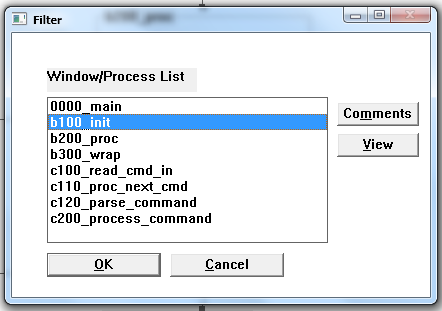 Filter
Window/Process List
0000_main
b100_init
b200_proc
b300_wrap
c100_read_cmd_in
c110_proc_next_cmd
c120_parse_command
c200_process_command
Comments
View
OK
Cancel